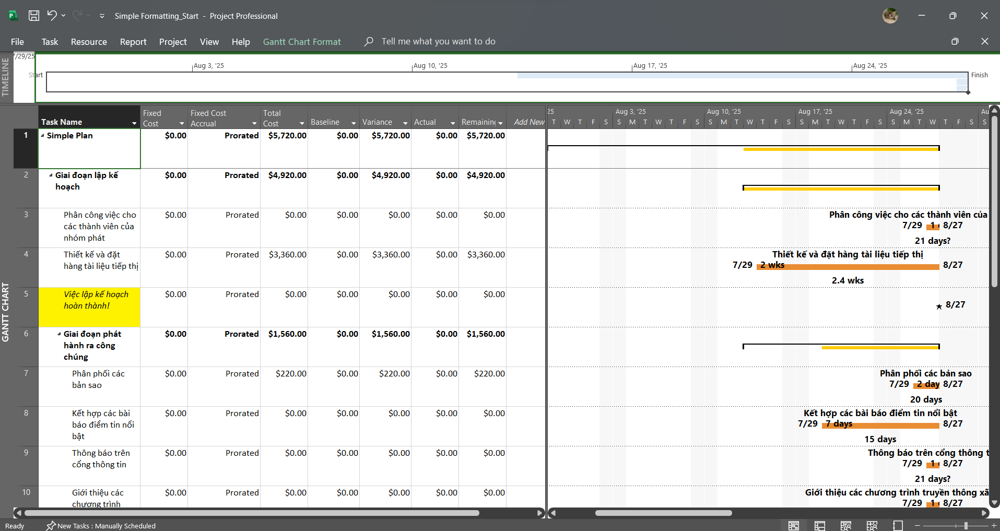 Simple Formatting_Start - Project Professional
File Task Resource Report Project View Help Gantt Chart Format Tell me what you want to do
TIMELINE
7/29/25
Start
Aug 3, '25 Aug 10, '25 Aug 17, '25 Aug 24, '25
Finish
GANTT CHART
Task Name Fixed Cost Fixed Cost Accrual Total Cost Baseline Variance Actual Remaining Add New
1 Simple Plan $0.00 Prorated $5,720.00 $0.00 $5,720.00 $0.00 $5,720.00
2 Giai đoạn lập kế hoạch $0.00 Prorated $4,920.00 $0.00 $4,920.00 $0.00 $4,920.00
3 Phân công việc cho các thành viên của nhóm phát $0.00 Prorated $0.00 $0.00 $0.00 $0.00 $0.00
4 Thiết kế và đặt hàng tài liệu tiếp thị $0.00 Prorated $3,360.00 $0.00 $3,360.00 $0.00 $3,360.00
5 Việc lập kế hoạch hoàn thành! $0.00 Prorated $0.00 $0.00 $0.00 $0.00 $0.00
6 Giai đoạn phát hành ra công chúng $0.00 Prorated $1,560.00 $0.00 $1,560.00 $0.00 $1,560.00
7 Phân phối các bản sao $0.00 Prorated $220.00 $0.00 $220.00 $0.00 $220.00
8 Kết hợp các bài báo điểm tin nổi bật $0.00 Prorated $0.00 $0.00 $0.00 $0.00 $0.00
9 Thông báo trên cổng thông tin $0.00 Prorated $0.00 $0.00 $0.00 $0.00 $0.00
10 Giới thiệu các chương trình $0.00 Prorated $0.00 $0.00 $0.00 $0.00 $0.00
25 Aug 3, '25 Aug 10, '25 Aug 17, '25 Aug 24, '25 Au
T W T F S S M T W T F S S M T W T F S S M T W T F S S M T W T F S S
Phân công việc cho các thành viên của
7/29 1 8/27
21 days?
Thiết kế và đặt hàng tài liệu tiếp thị
7/29 2 wks 8/27
2.4 wks
8/27
Phân phối các bản sao
7/29 2 day 8/27
20 days
Kết hợp các bài báo điểm tin nổi bật
7/29 7 days 8/27
15 days
Thông báo trên cổng thông t
7/29 1 8/27
21 days?
Giới thiệu các chương trình truyền thông xã
7/29 1 8/27
Ready New Tasks : Manually Scheduled